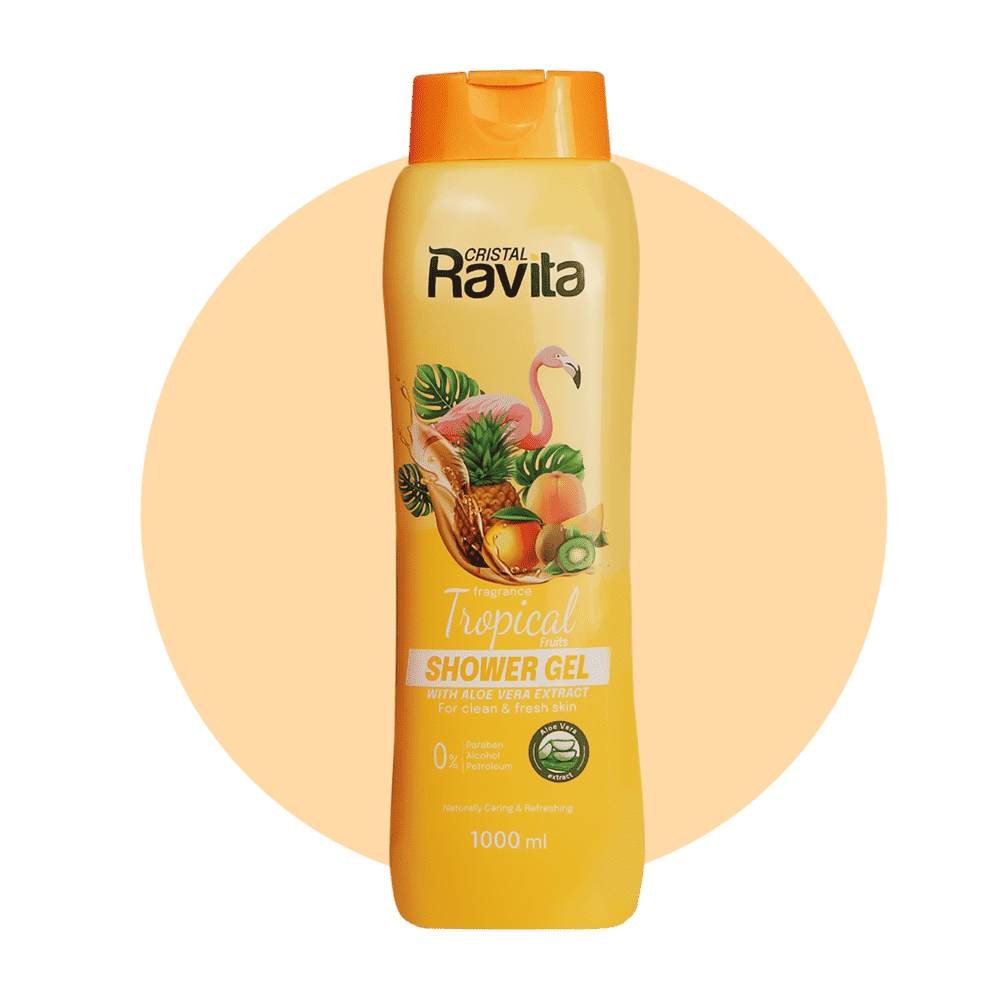 CRISTAL
Ravita
fragrance
Tropical
Fruits
SHOWER GEL
WITH ALOE VERA EXTRACT
For clean & fresh skin
0%
Paraben
Alcohol
Petroleum
Aloe Vera
extract
Naturally Caring & Refreshing
1000 ml